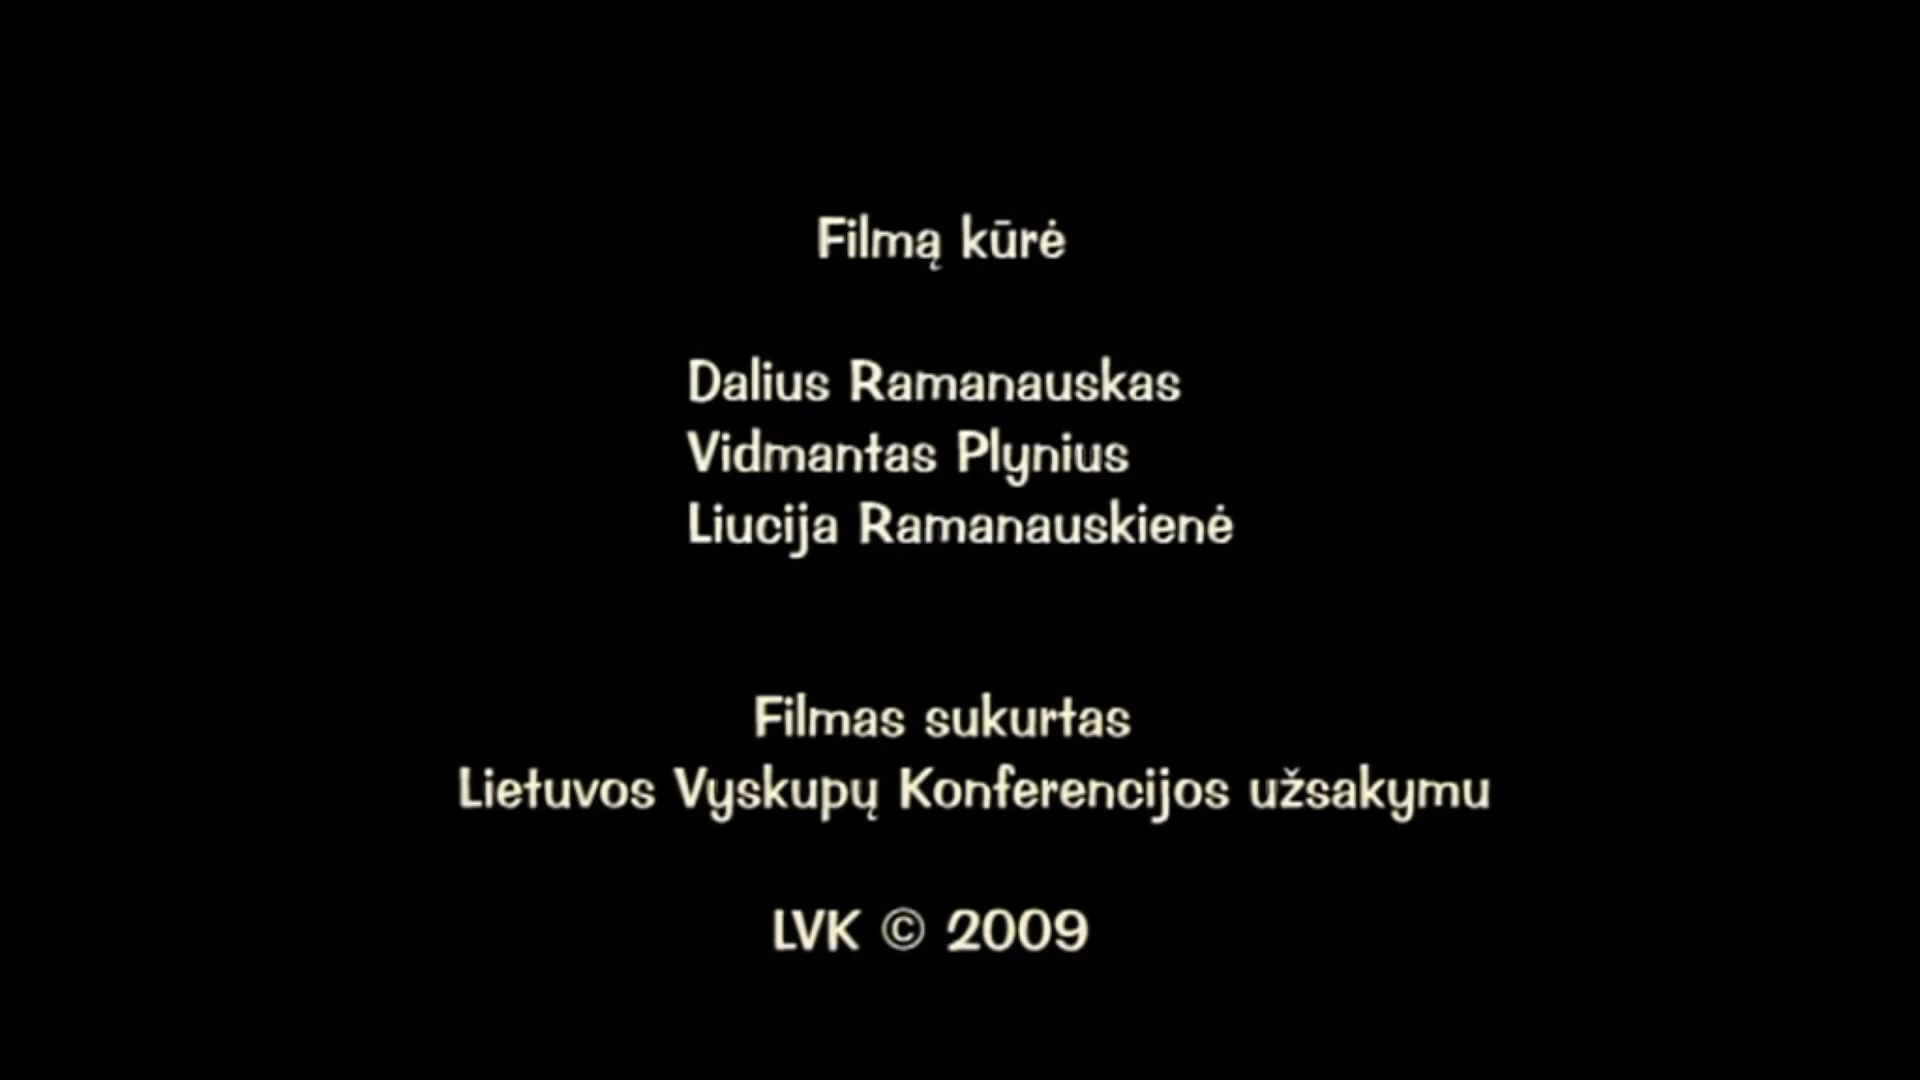 Filmą kūrė
Dalius Ramanauskas
Vidmantas Plynius
Liucija Ramanauskienė
Filmas sukurtas
Lietuvos Vyskupų Konferencijos užsakymu
LVK © 2009